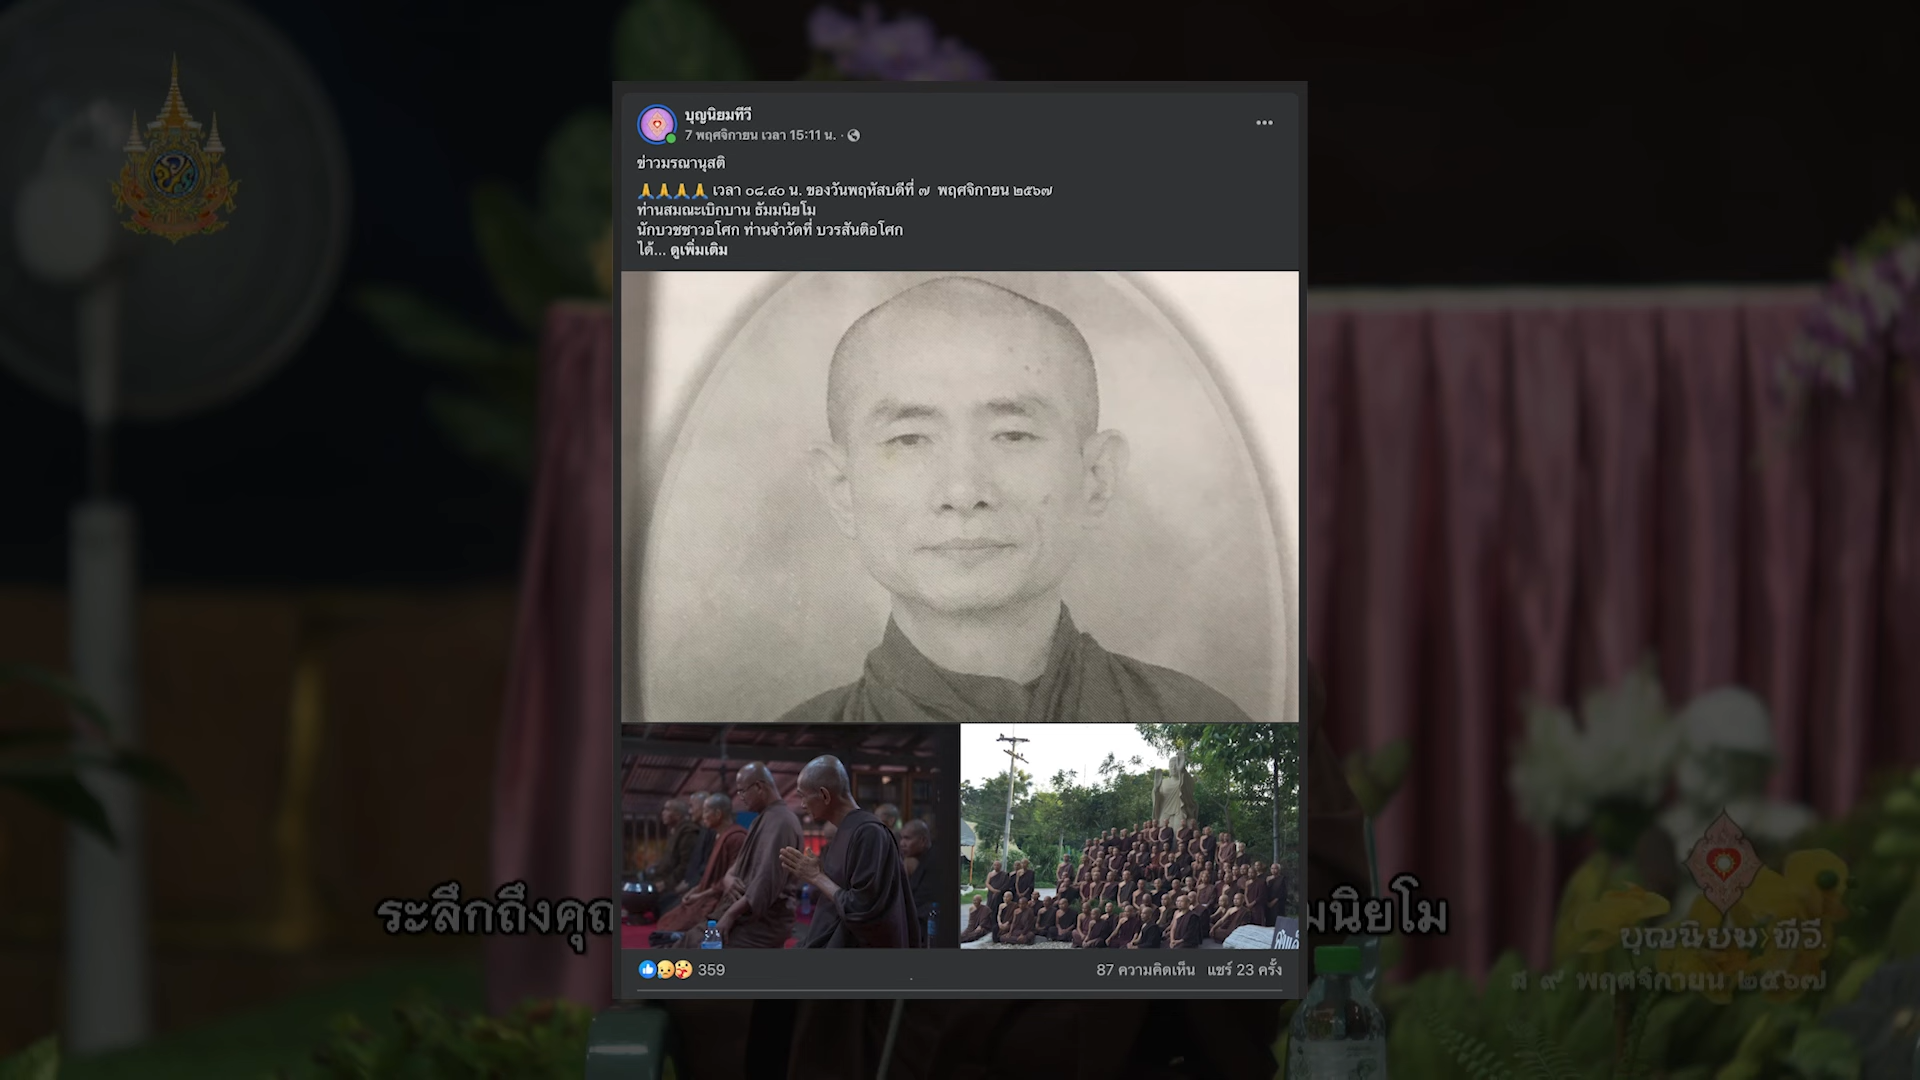 บุญนิยมทีวี
7 พฤศจิกายน เวลา 15:11 น. ·
ข่าวมรณานุสติ
🙏🙏🙏🙏 เวลา ๐๘.๔๐ น. ของวันพฤหัสบดีที่ ๗ พฤศจิกายน ๒๕๖๗
ท่านสมณะเบิกบาน ธัมมนิยโม
นักบวชชาวอโศก ท่านจำวัดที่ บวรสันติอโศก
ได้... ดูเพิ่มเติม
359
87 ความคิดเห็น แชร์ 23 ครั้ง
ระลึกถึงคุณ มนิยโม
บุญนิยม ทีวี.
ส ๙ พฤศจิกายน ๒๕๖๗